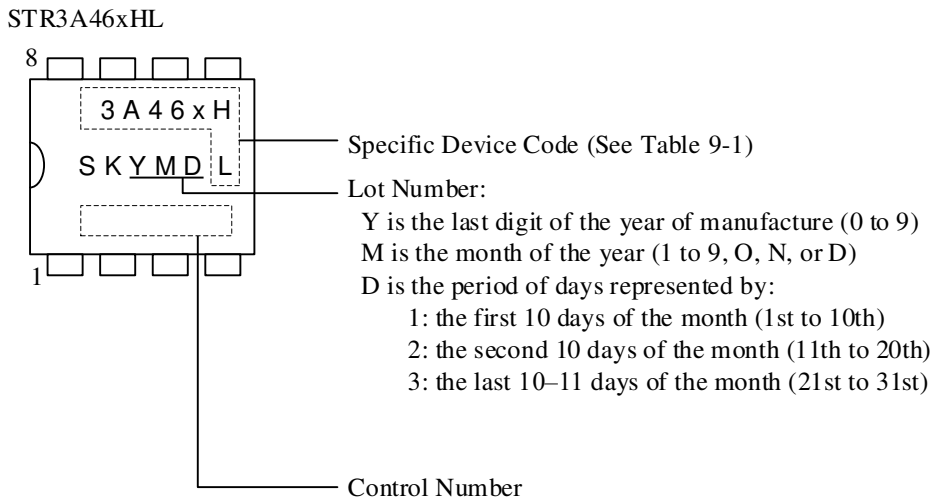 STR3A46xHL
8
3 A 4 6 x H
S K Y M D L
1
Specific Device Code (See Table 9-1)
Lot Number:
Y is the last digit of the year of manufacture (0 to 9)
M is the month of the year (1 to 9, O, N, or D)
D is the period of days represented by:
1: the first 10 days of the month (1st to 10th)
2: the second 10 days of the month (11th to 20th)
3: the last 10–11 days of the month (21st to 31st)
Control Number